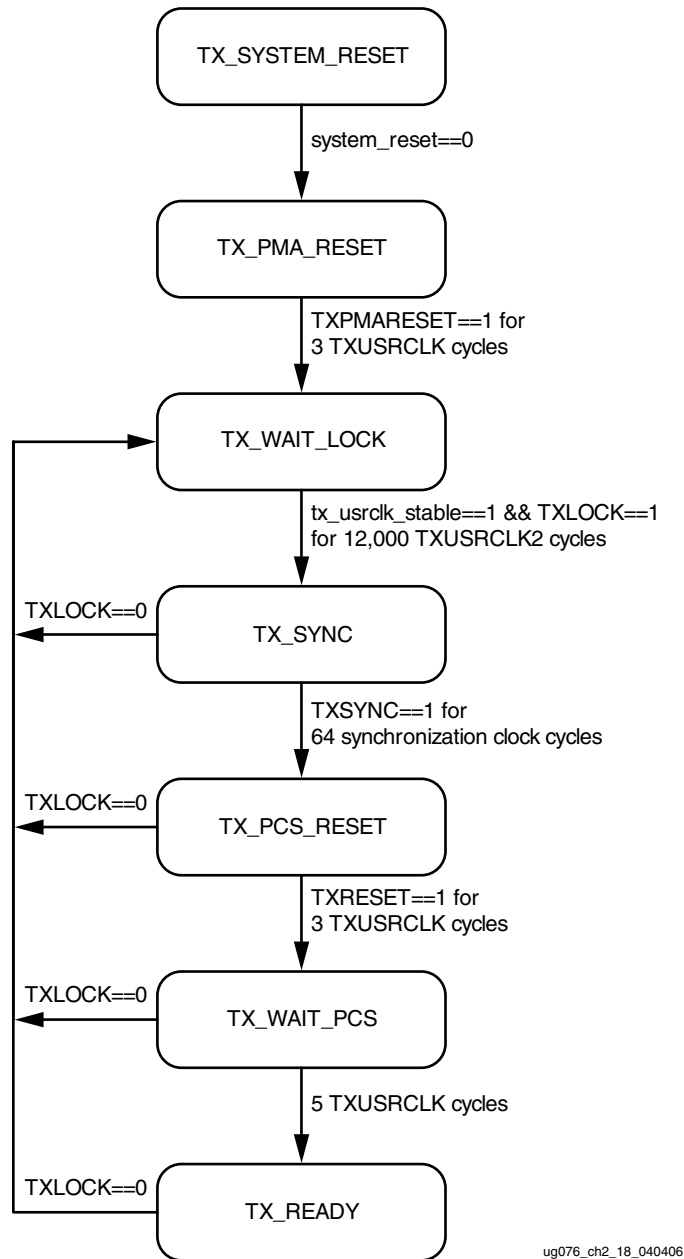 TX_SYSTEM_RESET
system_reset==0
TX_PMA_RESET
TXPMARESET==1 for
3 TXUSRCLK cycles
TX_WAIT_LOCK
tx_usrclk_stable==1 && TXLOCK==1
for 12,000 TXUSRCLK2 cycles
TXLOCK==0
TX_SYNC
TXSYNC==1 for
64 synchronization clock cycles
TXLOCK==0
TX_PCS_RESET
TXRESET==1 for
3 TXUSRCLK cycles
TXLOCK==0
TX_WAIT_PCS
5 TXUSRCLK cycles
TXLOCK==0
TX_READY
ug076_ch2_18_040406